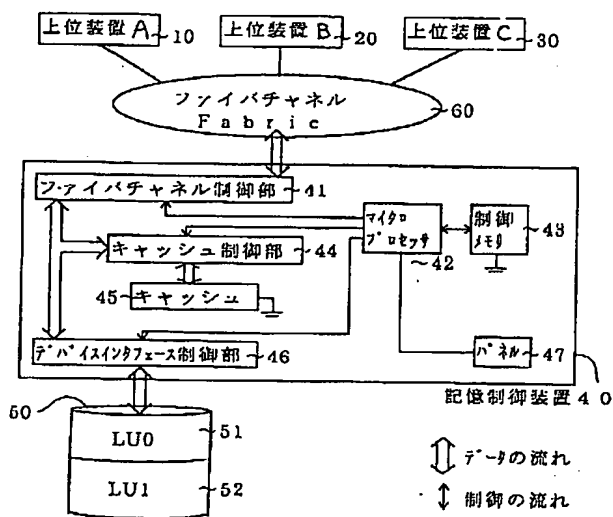 上位装置A 10
上位装置B 20
上位装置C 30
ファイバチャネル
Fabric
60
ファイバチャネル制御部 41
マイクロ
プロセッサ
42
制御
メモリ
43
キャッシュ制御部 44
45 キャッシュ
デバイスインタフェース制御部 46
パネル 47
記憶制御装置40
50
LU0 51
LU1 52
データの流れ
制御の流れ